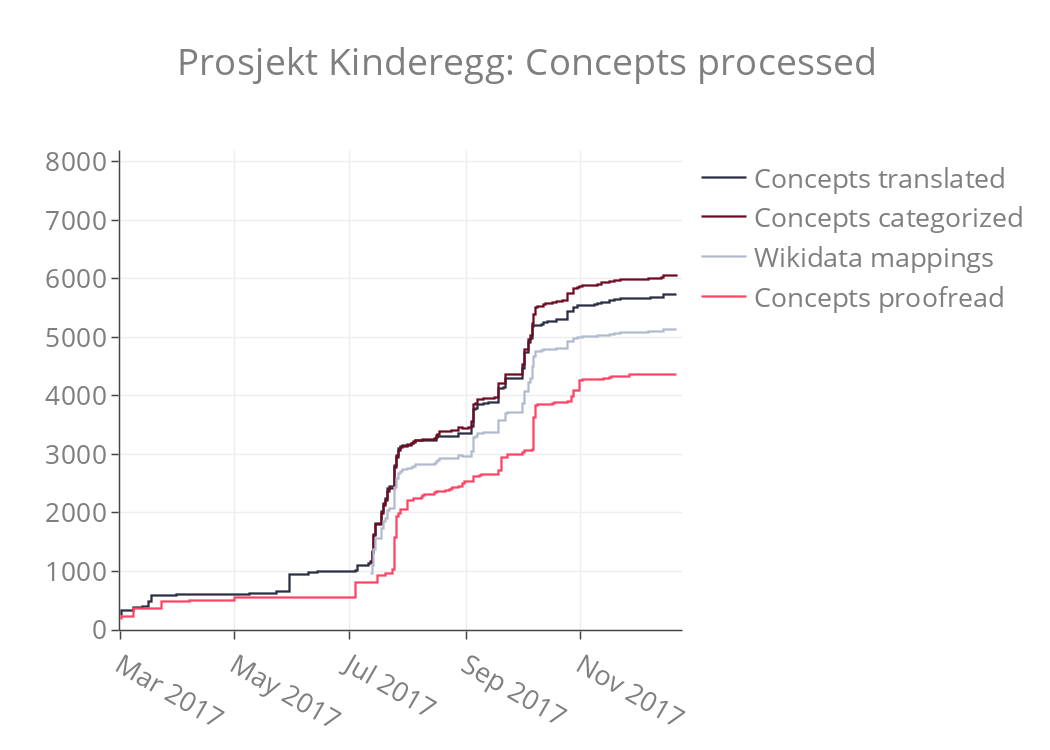 Prosjekt Kinderegg: Concepts processed
8000
7000
6000
5000
4000
3000
2000
1000
0
Mar 2017
May 2017
Jul 2017
Sep 2017
Nov 2017
Concepts translated
Concepts categorized
Wikidata mappings
Concepts proofread